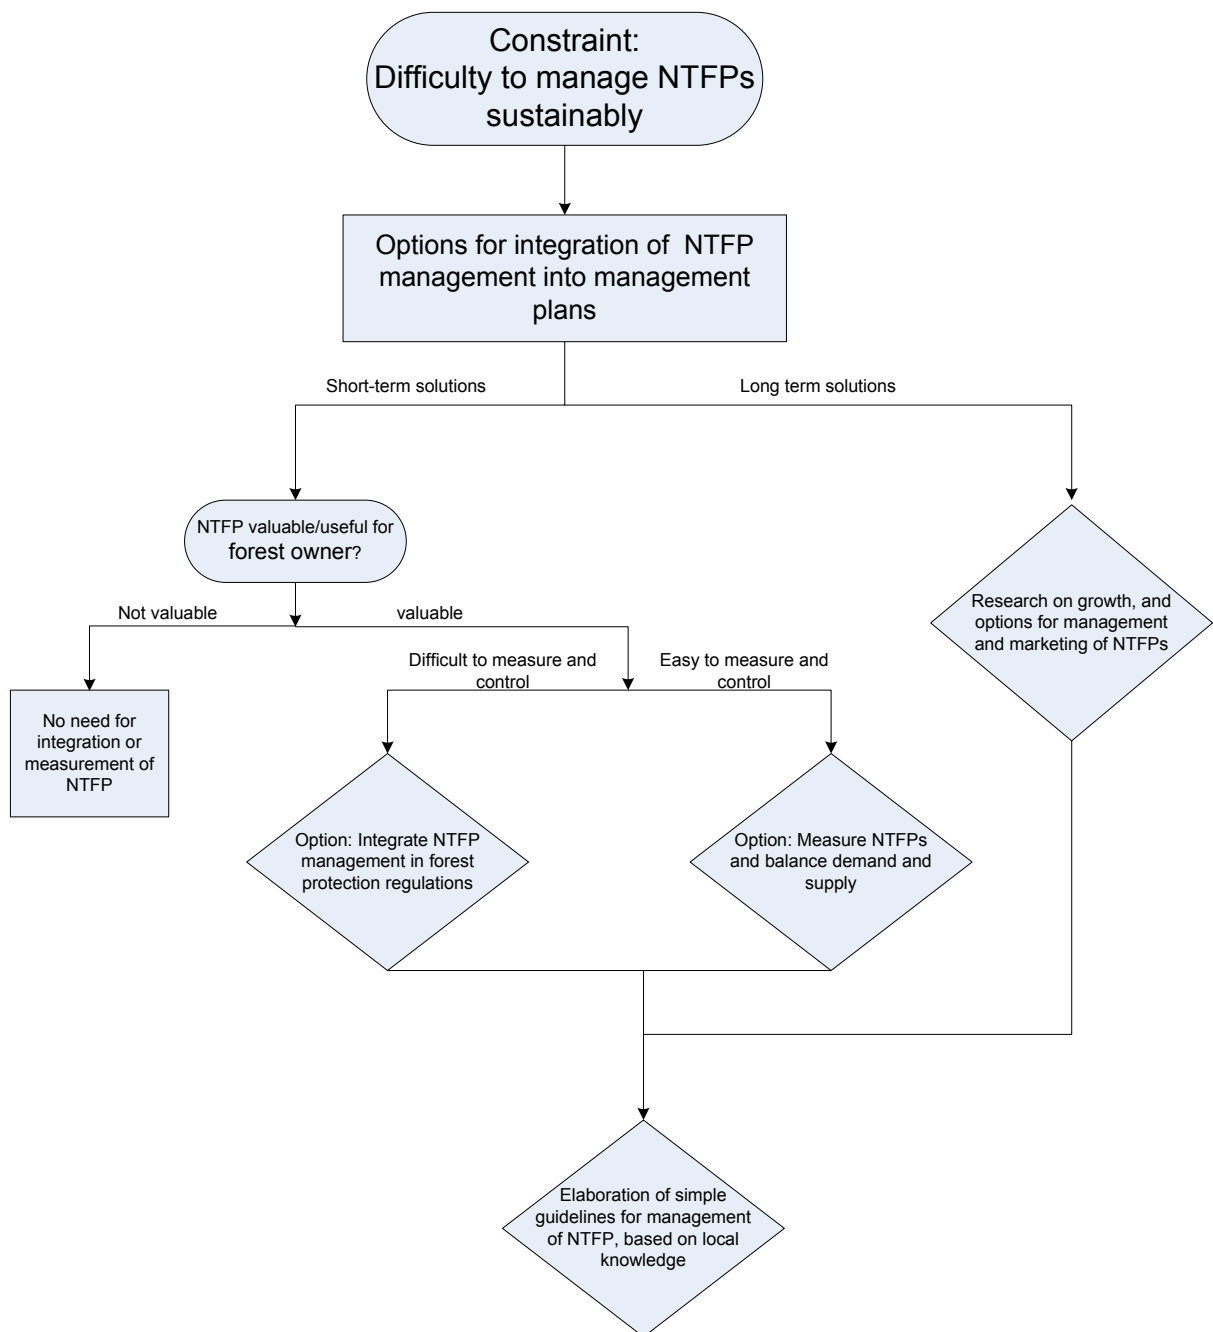 Constraint:
Difficulty to manage NTFPs
sustainably
Options for integration of  NTFP
management into management
plans
Short-term solutions
Long term solutions
NTFP valuable/useful for
forest owner?
Not valuable
valuable
Research on growth, and
options for management
and marketing of NTFPs
Difficult to measure and
control
Easy to measure and
control
No need for
integration or
measurement of
NTFP
Option: Integrate NTFP
management in forest
protection regulations
Option: Measure NTFPs
and balance demand and
supply
Elaboration of simple
guidelines for management
of NTFP, based on local
knowledge